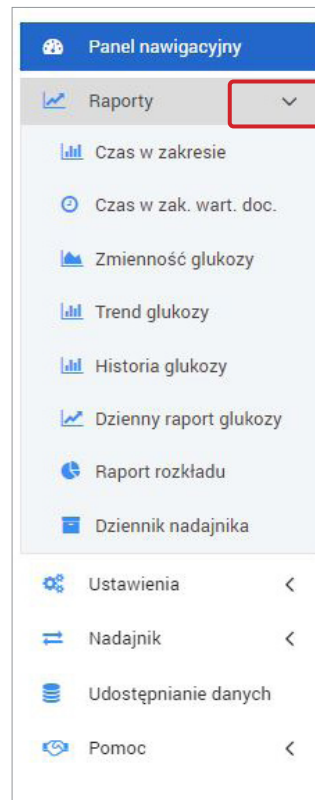 Panel nawigacyjny
Raporty
Czas w zakresie
Czas w zak. wart. doc.
Zmienność glukozy
Trend glukozy
Historia glukozy
Dzienny raport glukozy
Raport rozkładu
Dziennik nadajnika
Ustawienia
Nadajnik
Udostępnianie danych
Pomoc